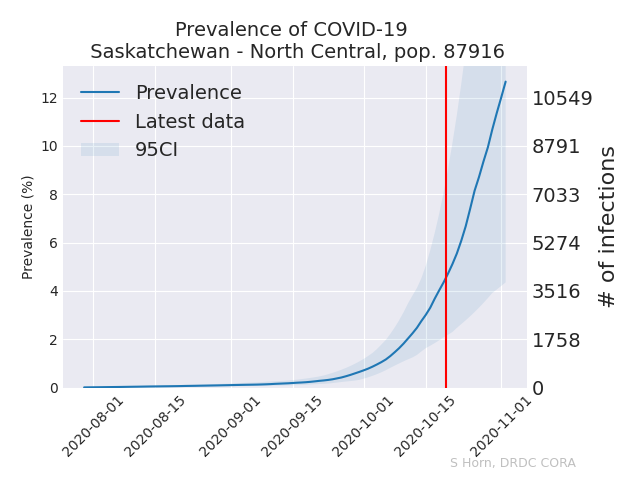 Prevalence of COVID-19
Saskatchewan - North Central, pop. 87916
Prevalence
Latest data
95CI
Prevalence (%)
12
10
8
6
4
2
0
10549
8791
7033
5274
3516
1758
0
# of infections
2020-08-01
2020-08-15
2020-09-01
2020-09-15
2020-10-01
2020-10-15
2020-11-01
S Horn, DRDC CORA